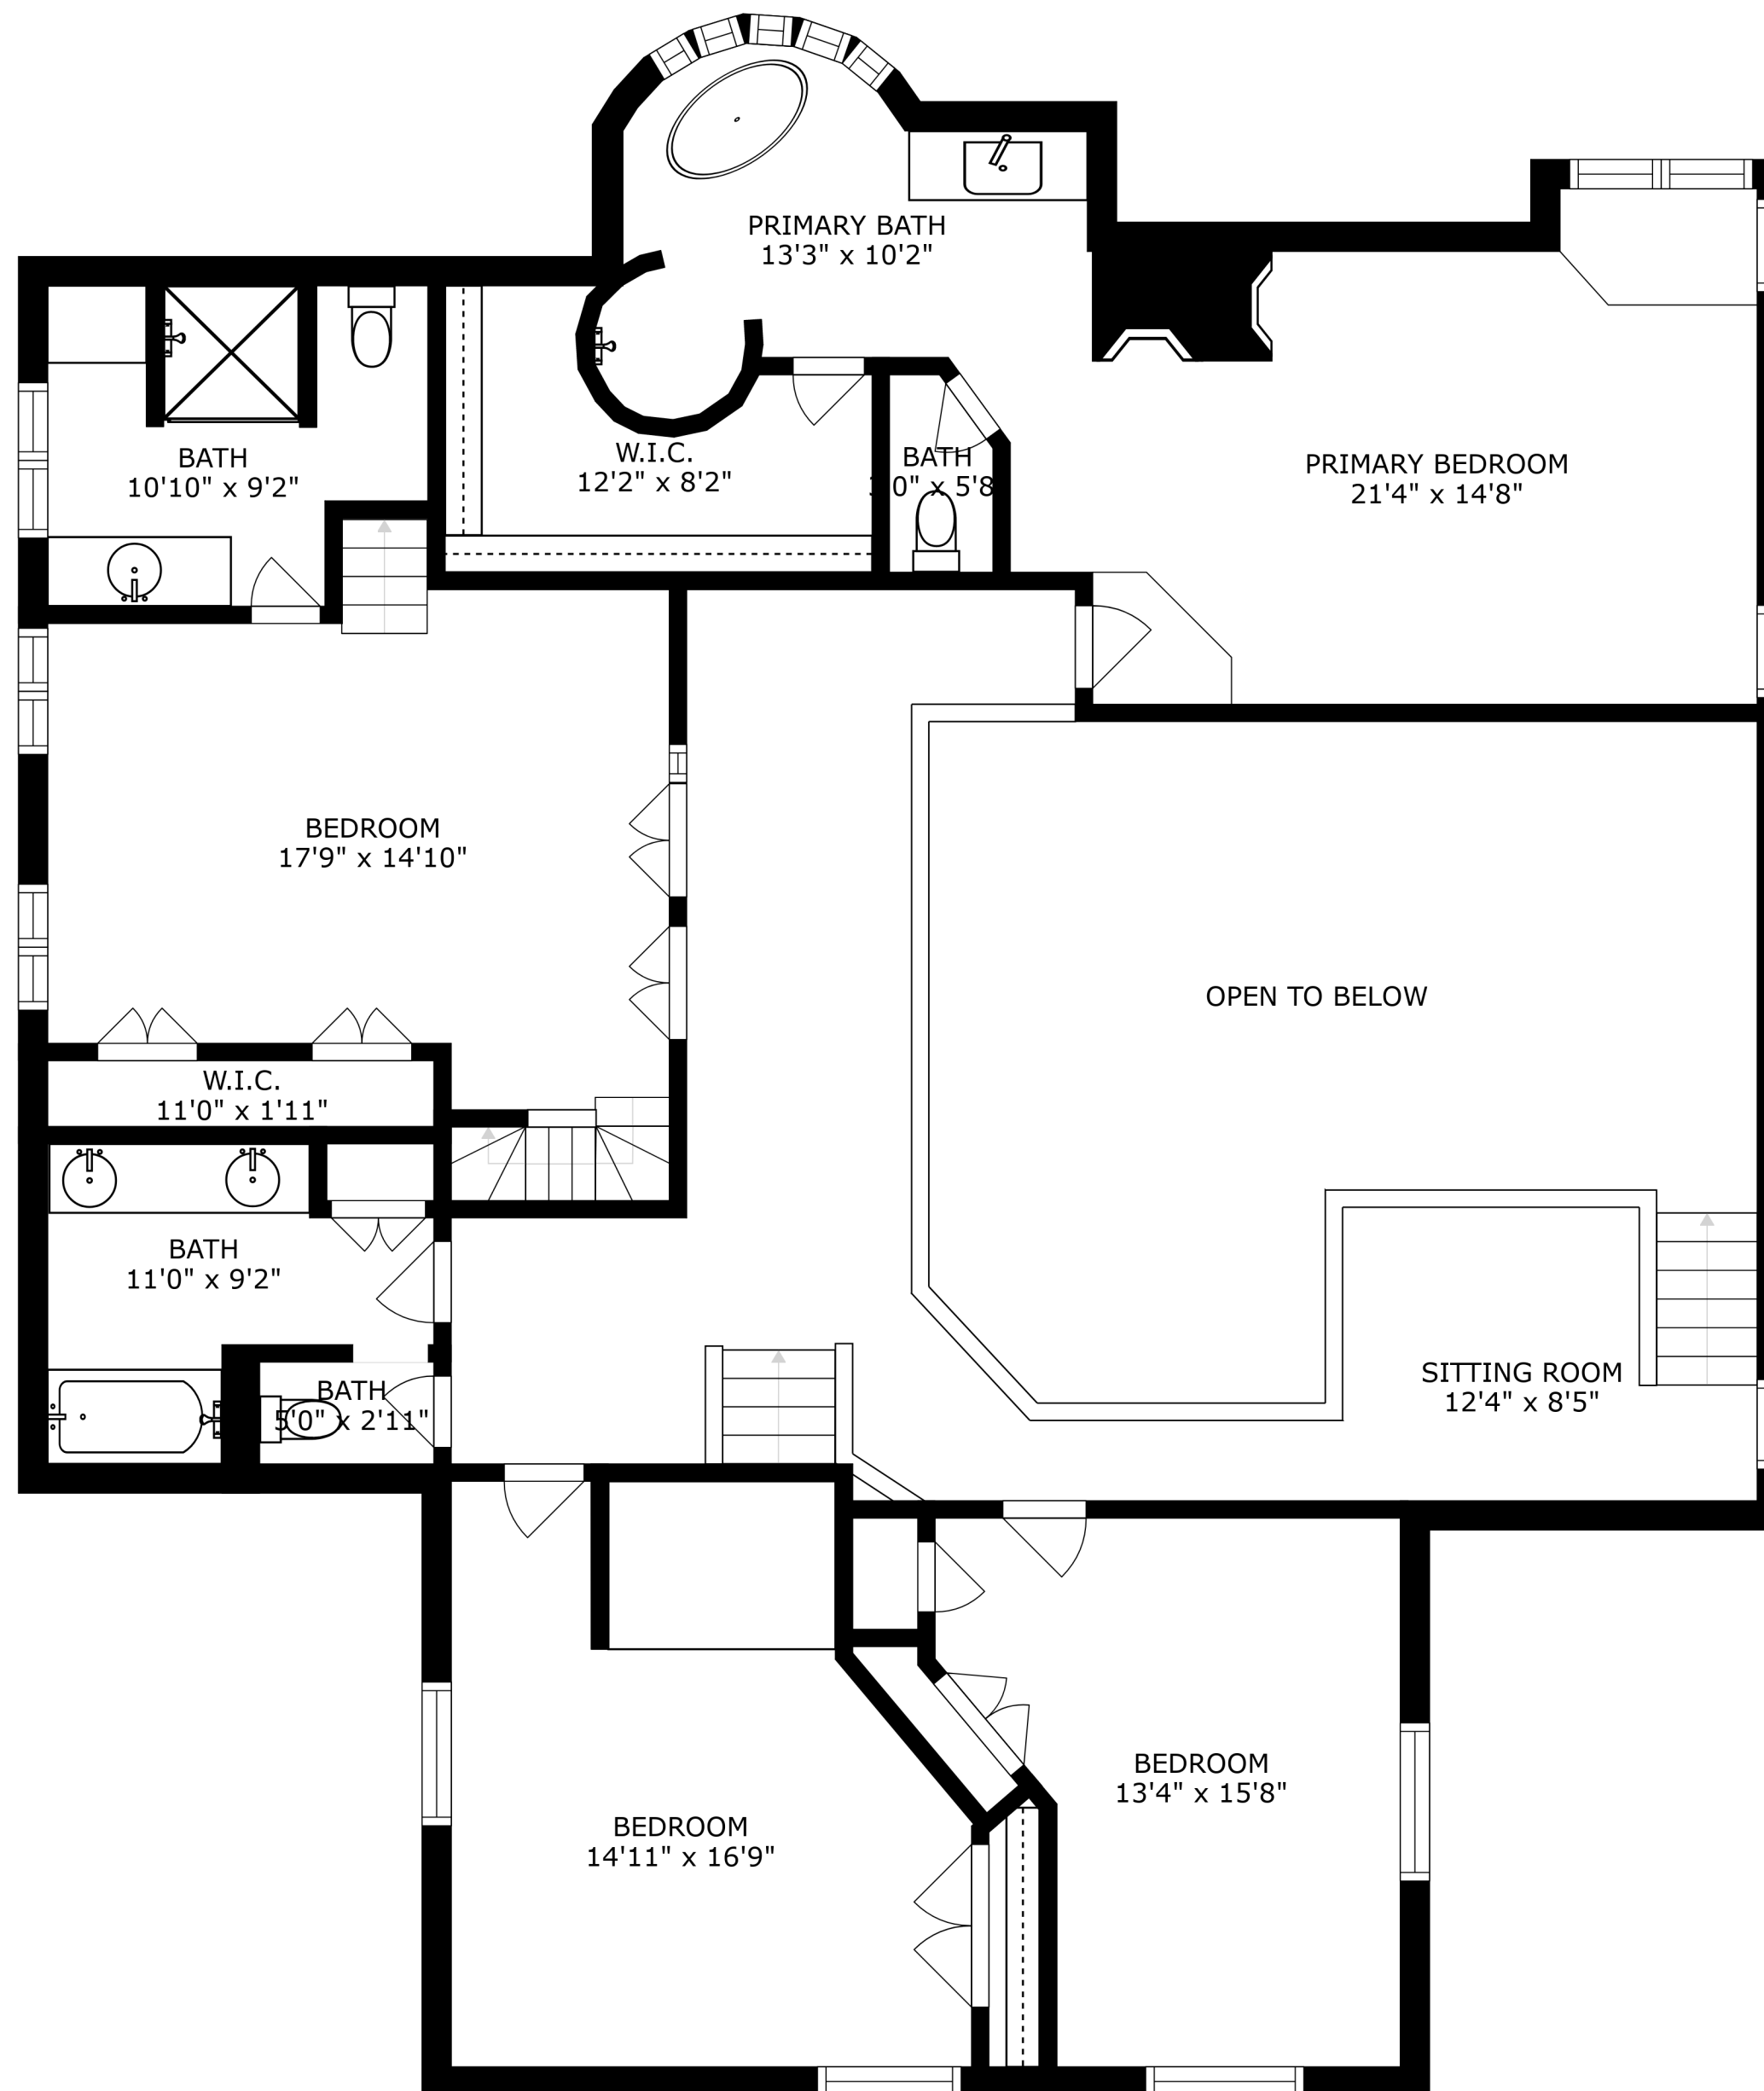 PRIMARY BATH
13'3" x 10'2"
BATH
10'10" x 9'2"
W.I.C.
12'2" x 8'2"
BATH
x 5'8
PRIMARY BEDROOM
21'4" x 14'8"
BEDROOM
17'9" x 14'10"
OPEN TO BELOW
W.I.C.
11'0" x 1'11"
BATH
11'0" x 9'2"
BATH
5'0" x 2'11"
SITTING ROOM
12'4" x 8'5"
BEDROOM
13'4" x 15'8"
BEDROOM
14'11" x 16'9"